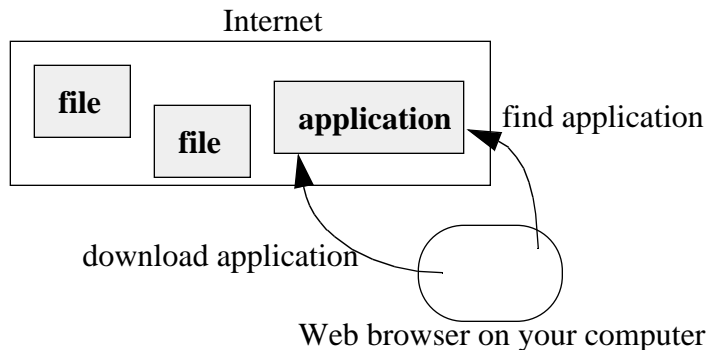 Internet
file
file
application
find application
download application
Web browser on your computer